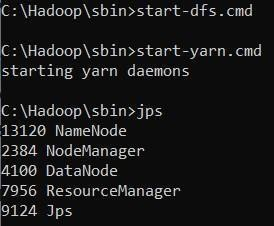 C:\Hadoop\sbin>start-dfs.cmd
C:\Hadoop\sbin>start-yarn.cmd
starting yarn daemons
C:\Hadoop\sbin>jps
13120 NameNode
2384 NodeManager
4100 DataNode
7956 ResourceManager
9124 Jps